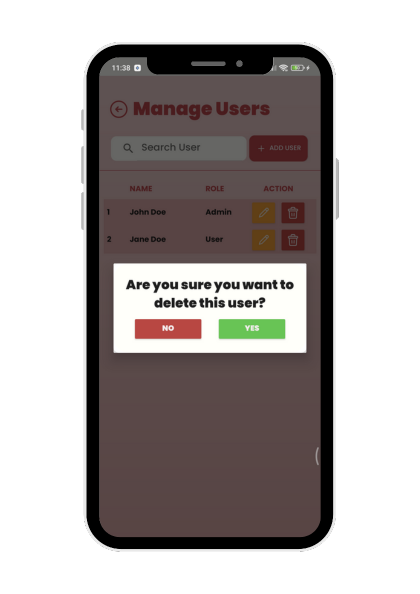 11:38
Manage Users
Search User
+ ADD USER
NAME ROLE ACTION
1 John Doe Admin
2 Jane Doe User
Are you sure you want to
delete this user?
NO YES